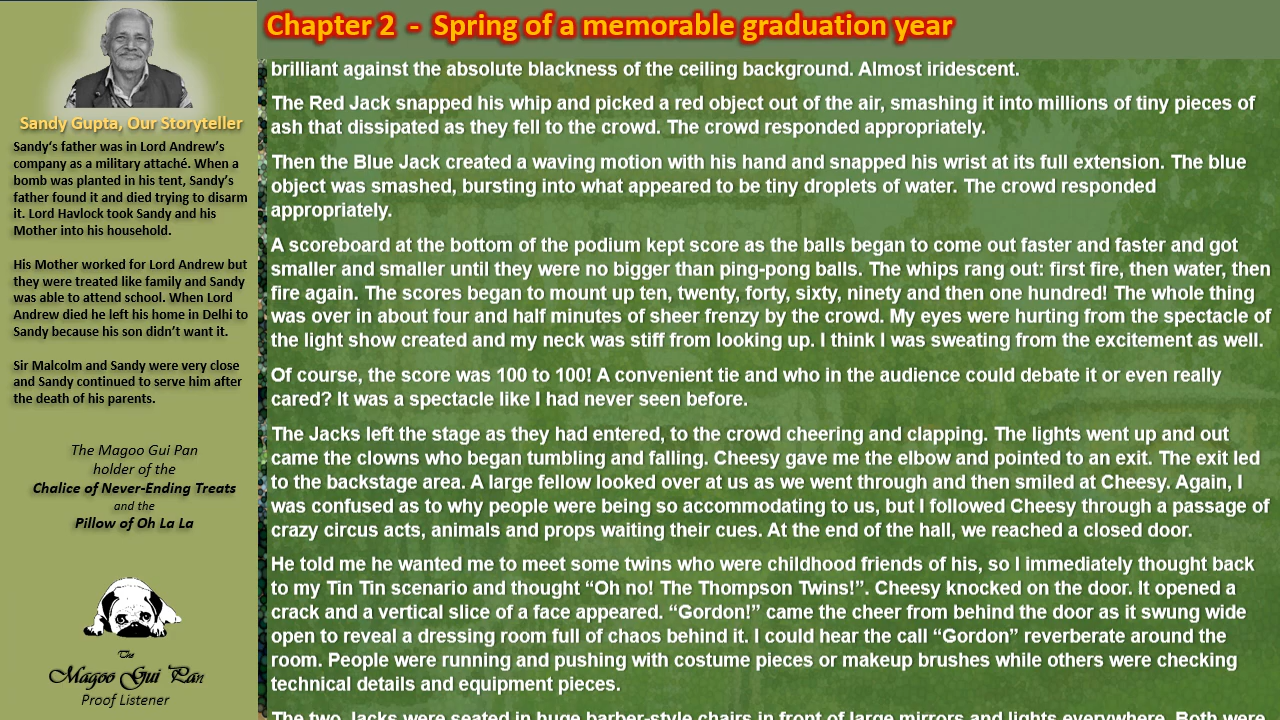 Chapter 2 - Spring of a memorable graduation year
Sandy Gupta, Our Storyteller
Sandy‘s father was in Lord Andrew’s
company as a military attaché. When a
bomb was planted in his tent, Sandy’s
father found it and died trying to disarm
it. Lord Havlock took Sandy and his
Mother into his household.
His Mother worked for Lord Andrew but
they were treated like family and Sandy
was able to attend school. When Lord
Andrew died he left his home in Delhi to
Sandy because his son didn’t want it.
Sir Malcolm and Sandy were very close
and Sandy continued to serve him after
the death of his parents.
The Magoo Gui Pan
holder of the
Chalice of Never-Ending Treats
and the
Pillow of Oh La La
The
Magoo Gui Pan
Proof Listener
brilliant against the absolute blackness of the ceiling background. Almost iridescent.
The Red Jack snapped his whip and picked a red object out of the air, smashing it into millions of tiny pieces of
ash that dissipated as they fell to the crowd. The crowd responded appropriately.
Then the Blue Jack created a waving motion with his hand and snapped his wrist at its full extension. The blue
object was smashed, bursting into what appeared to be tiny droplets of water. The crowd responded
appropriately.
A scoreboard at the bottom of the podium kept score as the balls began to come out faster and faster and got
smaller and smaller until they were no bigger than ping-pong balls. The whips rang out: first fire, then water, then
fire again. The scores began to mount up ten, twenty, forty, sixty, ninety and then one hundred! The whole thing
was over in about four and half minutes of sheer frenzy by the crowd. My eyes were hurting from the spectacle of
the light show created and my neck was stiff from looking up. I think I was sweating from the excitement as well.
Of course, the score was 100 to 100! A convenient tie and who in the audience could debate it or even really
cared? It was a spectacle like I had never seen before.
The Jacks left the stage as they had entered, to the crowd cheering and clapping. The lights went up and out
came the clowns who began tumbling and falling. Cheesy gave me the elbow and pointed to an exit. The exit led
to the backstage area. A large fellow looked over at us as we went through and then smiled at Cheesy. Again, I
was confused as to why people were being so accommodating to us, but I followed Cheesy through a passage of
crazy circus acts, animals and props waiting their cues. At the end of the hall, we reached a closed door.
He told me he wanted me to meet some twins who were childhood friends of his, so I immediately thought back
to my Tin Tin scenario and thought “Oh no! The Thompson Twins!”. Cheesy knocked on the door. It opened a
crack and a vertical slice of a face appeared. “Gordon!” came the cheer from behind the door as it swung wide
open to reveal a dressing room full of chaos behind it. I could hear the call “Gordon” reverberate around the
room. People were running and pushing with costume pieces or makeup brushes while others were checking
technical details and equipment pieces.
The two Jacks were seated in huge barber-style chairs in front of large mirrors and lights everywhere. Both were